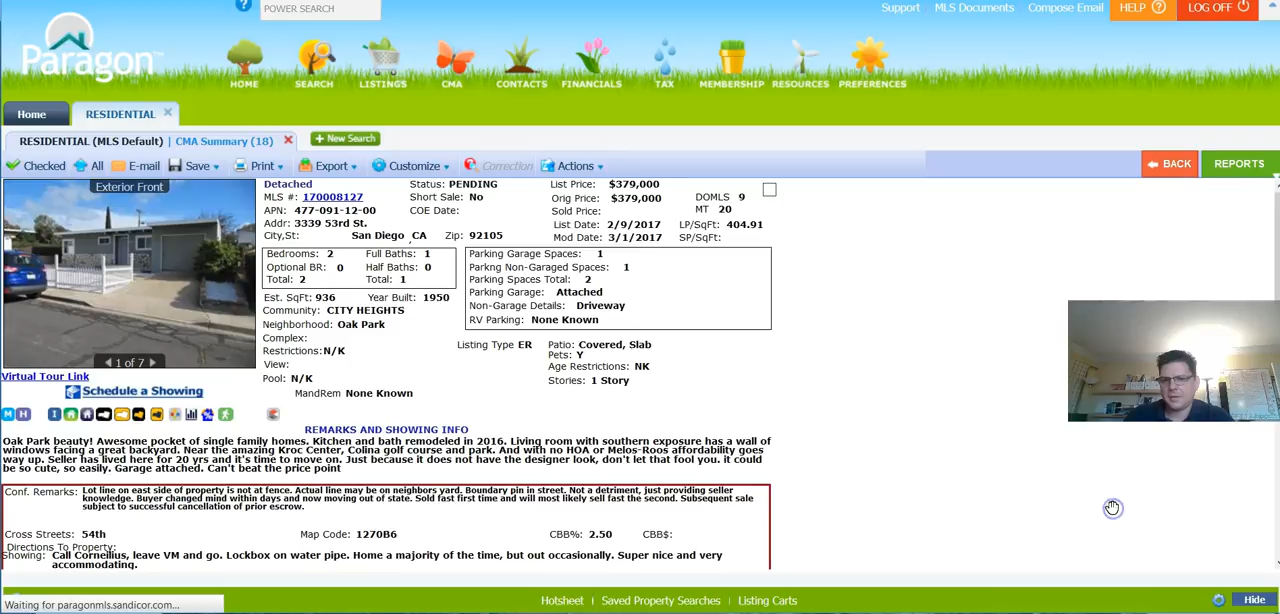 POWER SEARCH
Support MLS Documents Compose Email HELP LOG OFF
Paragon
HOME SEARCH LISTINGS CMA CONTACTS FINANCIALS TAX MEMBERSHIP RESOURCES PREFERENCES
Home RESIDENTIAL
RESIDENTIAL (MLS Default) | CMA Summary (18) + New Search
Checked All E-mail Save Print Export Customize Correction Actions BACK REPORTS
Exterior Front
1 of 7
Virtual Tour Link
Schedule a Showing
Detached Status: PENDING List Price: $379,000
MLS #: 170008127 Short Sale: No Orig Price: $379,000 DOMLS 9
APN: 477-091-12-00 COE Date: Sold Price: MT 20
Addr: 3339 53rd St. List Date: 2/9/2017 LP/SqFt: 404.91
City,St: San Diego , CA Zip: 92105 Mod Date: 3/1/2017 SP/SqFt:
Bedrooms: 2 Full Baths: 1 Parking Garage Spaces: 1
Optional BR: 0 Half Baths: 0 Parkng Non-Garaged Spaces: 1
Total: 2 Total: 1 Parking Spaces Total: 2
Parking Garage: Attached
Est. SqFt: 936 Year Built: 1950 Non-Garage Details: Driveway
Community: CITY HEIGHTS RV Parking: None Known
Neighborhood: Oak Park
Complex: Listing Type ER Patio: Covered, Slab
Restrictions: N/K Pets: Y
View: Age Restrictions: NK
Pool: N/K Stories: 1 Story
MandRem None Known
REMARKS AND SHOWING INFO
Oak Park beauty! Awesome pocket of single family homes. Kitchen and bath remodeled in 2016. Living room with southern exposure has a wall of
windows facing a great backyard. Near the amazing Kroc Center, Colina golf course and park. And with no HOA or Melos-Roos affordability goes
way up. Seller has lived here for 20 yrs and it's time to move on. Just because it does not have the designer look, don't let that fool you. it could
be so cute, so easily. Garage attached. Can't beat the price point
Conf. Remarks: Lot line on east side of property is not at fence. Actual line may be on neighbors yard. Boundary pin in street. Not a detriment, just providing seller
knowledge. Buyer changed mind within days and now moving out of state. Sold fast first time and will most likely sell fast the second. Subsequent sale
subject to successful cancellation of prior escrow.
Cross Streets: 54th Map Code: 1270B6 CBB%: 2.50 CBB$:
Directions To Property:
Showing: Call Corneilius, leave VM and go. Lockbox on water pipe. Home a majority of the time, but out occasionally. Super nice and very
accommodating.
Hotsheet | Saved Property Searches | Listing Carts Hide
Waiting for paragonmls.sandicor.com...